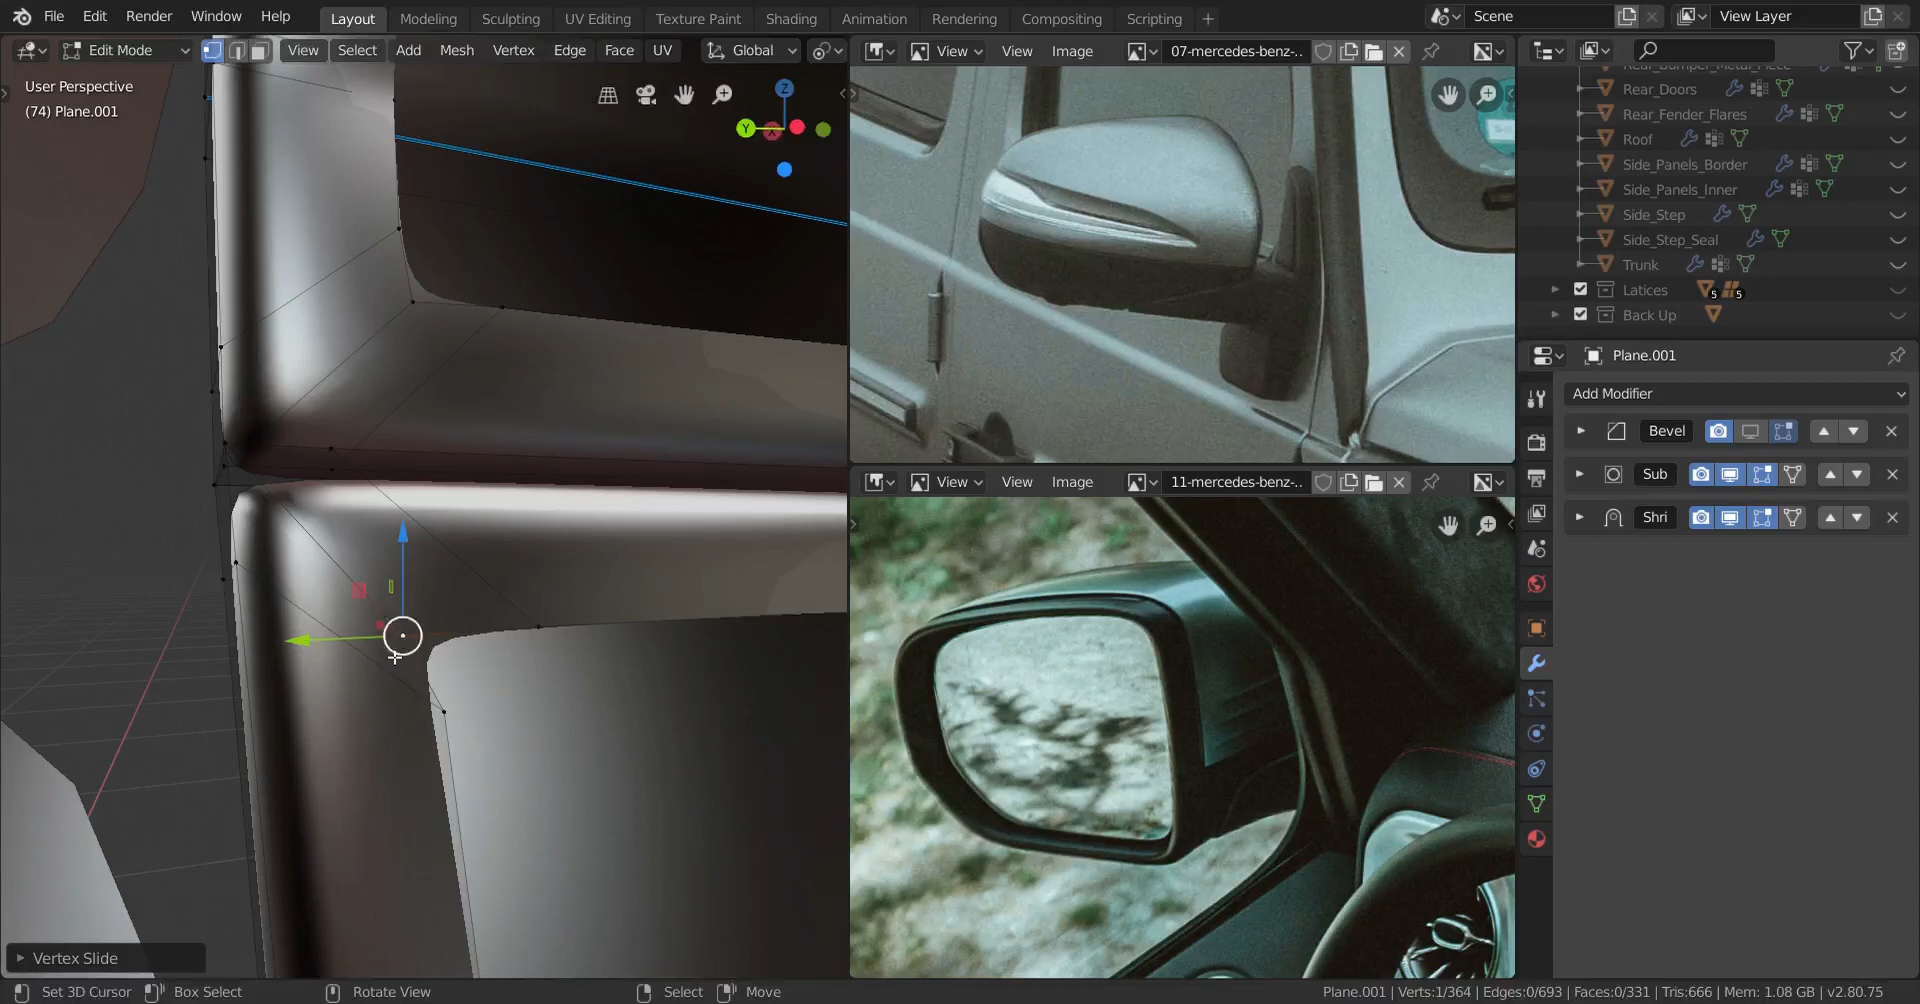 File Edit Render Window Help Layout Modeling Sculpting UV Editing Texture Paint Shading Animation Rendering Compositing Scripting + Scene View Layer
Edit Mode View Select Add Mesh Vertex Edge Face UV Global
View View Image 07-mercedes-benz-..
User Perspective
(74) Plane.001
Z
Y
X
Rear_Bumper_Metal_Piece
Rear_Doors
Rear_Fender_Flares
Roof
Side_Panels_Border
Side_Panels_Inner
Side_Step
Side_Step_Seal
Trunk
Latices 5 5
Back Up
Plane.001
Add Modifier
Bevel
Sub
Shri
View View Image 11-mercedes-benz-..
Vertex Slide
Set 3D Cursor Box Select Rotate View Select Move
Plane.001 | Verts:1/364 | Edges:0/693 | Faces:0/331 | Tris:666 | Mem: 1.08 GB | v2.80.75